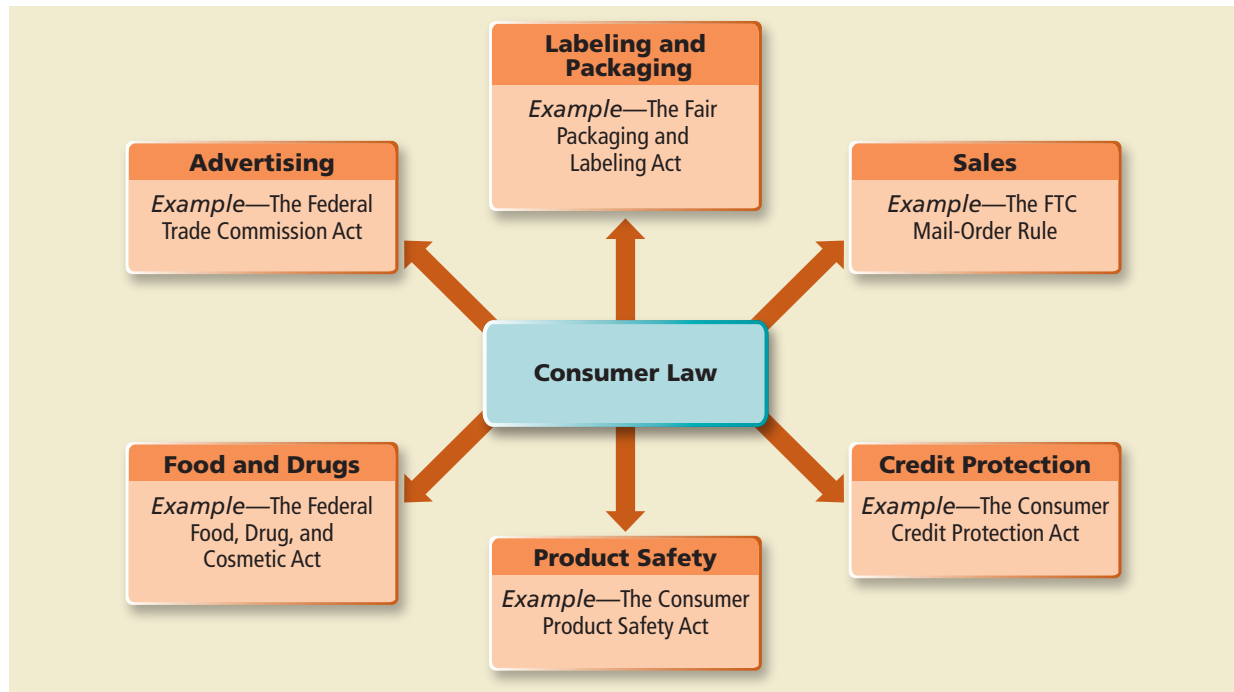 Labeling and
Packaging
Example—The Fair
Packaging and
Labeling Act
Advertising
Example—The Federal
Trade Commission Act
Sales
Example—The FTC
Mail-Order Rule
Consumer Law
Food and Drugs
Example—The Federal
Food, Drug, and
Cosmetic Act
Product Safety
Example—The Consumer
Product Safety Act
Credit Protection
Example—The Consumer
Credit Protection Act